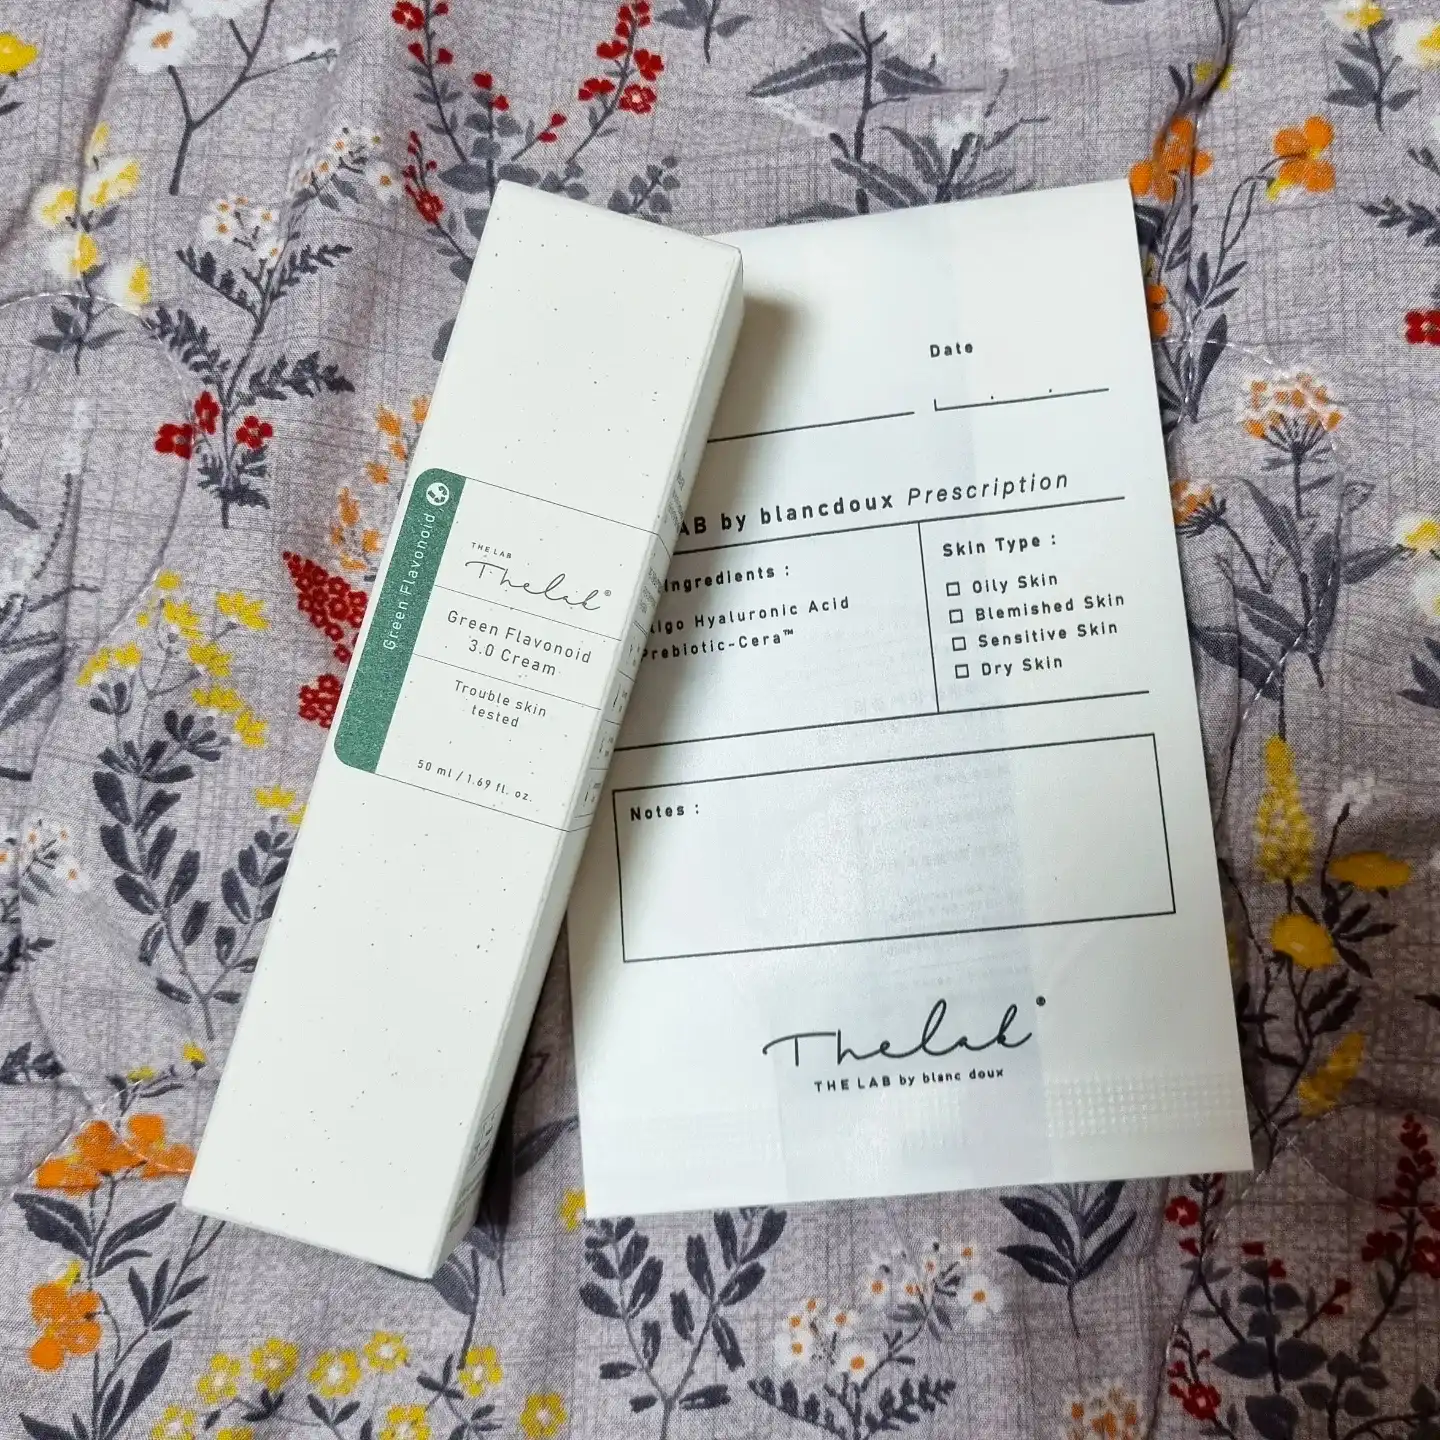 Green Flavonoid
THE LAB
Thelab®
Green Flavonoid
3.0 Cream
Trouble skin
tested
50 ml / 1.69 fl. oz.
Date
by blancdoux Prescription
Ingredients :
Hyaluronic Acid
Prebiotic-Cera™
Skin Type :
Oily Skin
Blemished Skin
Sensitive Skin
Dry Skin
Notes :
Thelab®
THE LAB by blanc doux